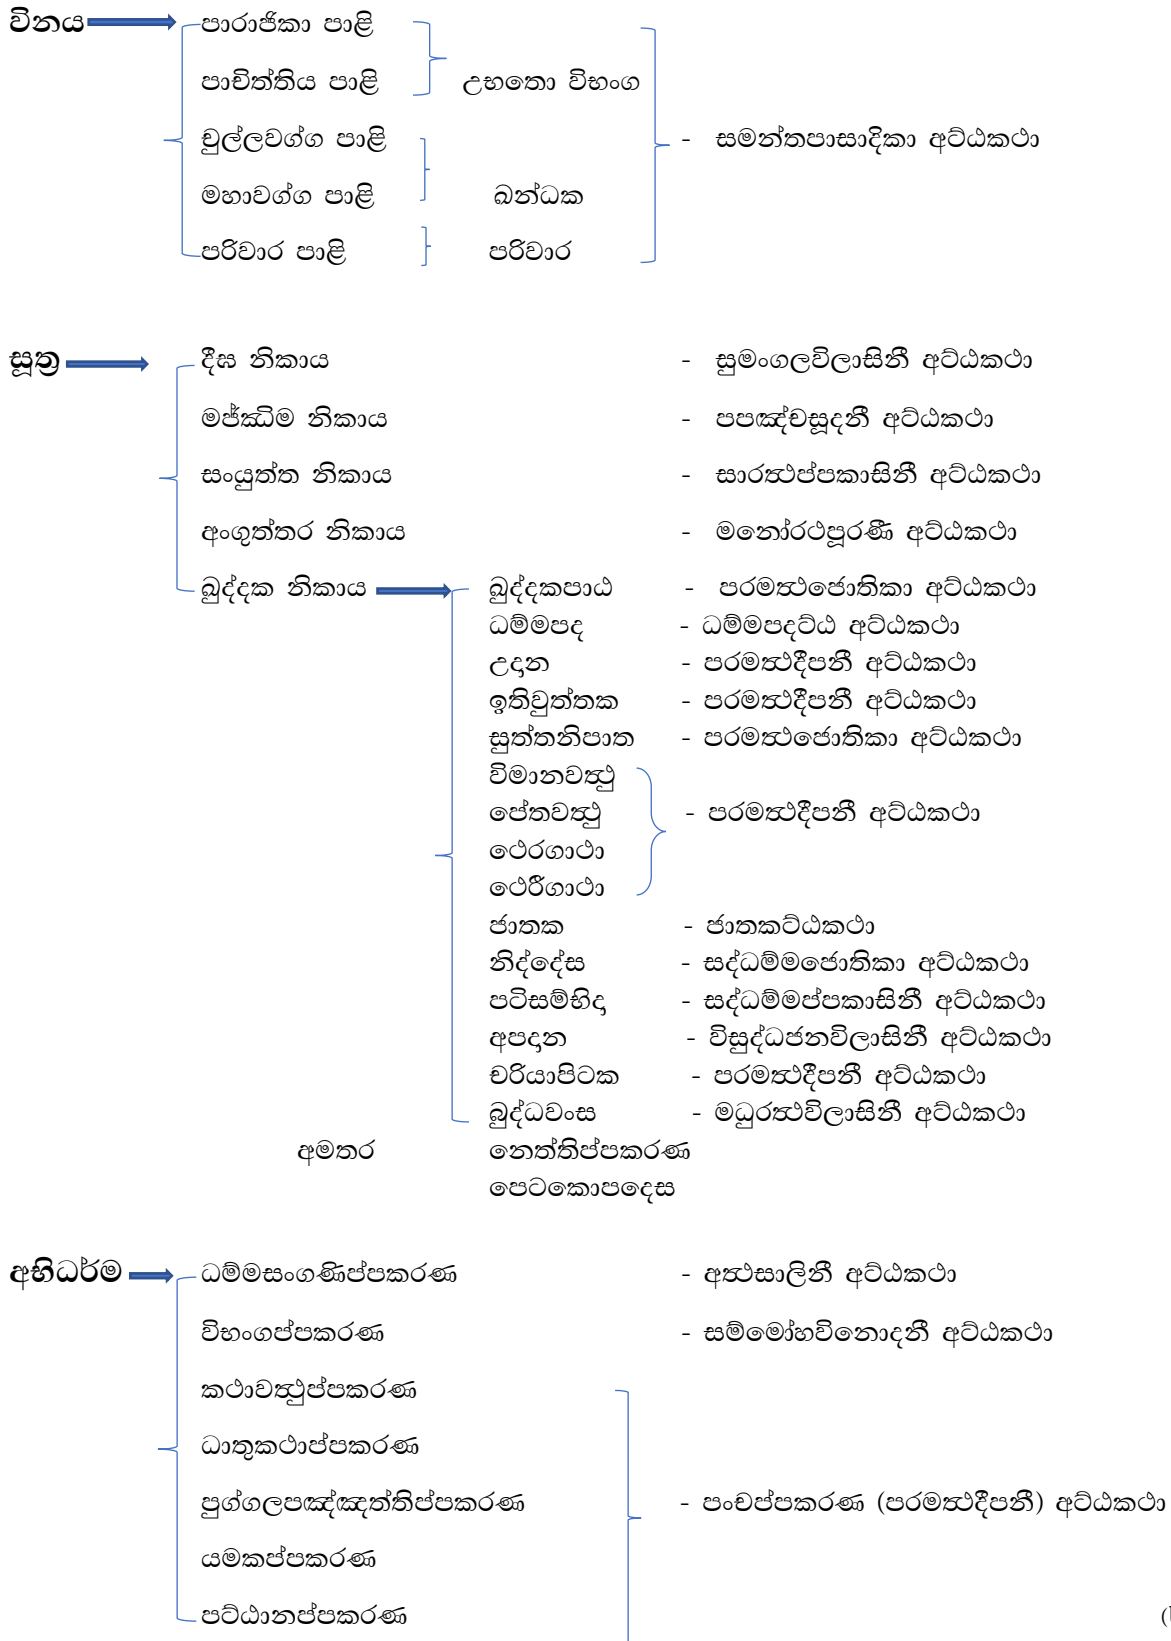 විනය පාරාජිකා පාළි
පාචිත්තිය පාළි උභතො විභංග
චුල්ලවග්ග පාළි - සමන්තපාසාදිකා අට්ඨකථා
මහාවග්ග පාළි ඛන්ධක
පරිවාර පාළි පරිවාර
සූත්‍ර දීඝ නිකාය - සුමංගලවිලාසිනී අට්ඨකථා
මජ්ඣිම නිකාය - පපඤ්චසූදනී අට්ඨකථා
සංයුත්ත නිකාය - සාරත්‍ථප්පකාසිනී අට්ඨකථා
අංගුත්තර නිකාය - මනෝරථපූරණී අට්ඨකථා
ඛුද්දක නිකාය ඛුද්දකපාඨ - පරමත්‍ථජොතිකා අට්ඨකථා
ධම්මපද - ධම්මපදට්ඨ අට්ඨකථා
උදාන - පරමත්‍ථදීපනී අට්ඨකථා
ඉතිවුත්තක - පරමත්‍ථදීපනී අට්ඨකථා
සුත්තනිපාත - පරමත්‍ථජොතිකා අට්ඨකථා
විමානවත්‍ථු
පේතවත්‍ථු - පරමත්‍ථදීපනී අට්ඨකථා
ථෙරගාථා
ථෙරීගාථා
ජාතක - ජාතකට්ඨකථා
නිද්දේස - සද්ධම්මජොතිකා අට්ඨකථා
පටිසම්භිදා - සද්ධම්මප්පකාසිනී අට්ඨකථා
අපදාන - විසුද්ධජනවිලාසිනී අට්ඨකථා
චරියාපිටක - පරමත්‍ථදීපනී අට්ඨකථා
බුද්ධවංස - මධුරත්‍ථවිලාසිනී අට්ඨකථා
අමතර නෙත්තිප්පකරණ
පෙටකොපදෙස
අභිධර්ම ධම්මසංගණිප්පකරණ - අත්‍ථසාලිනී අට්ඨකථා
විභංගප්පකරණ - සම්මෝහවිනොදනී අට්ඨකථා
කථාවත්‍ථුප්පකරණ
ධාතුකථාප්පකරණ
පුග්ගලපඤ්ඤත්තිප්පකරණ - පංචප්පකරණ (පරමත්‍ථදීපනී) අට්ඨකථා
යමකප්පකරණ
පට්ඨානප්පකරණ